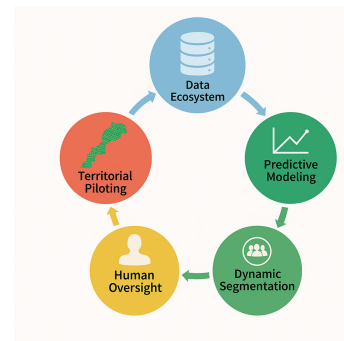 Data
Ecosystem
Predictive
Modeling
Dynamic
Segmentation
Human
Oversight
Territorial
Piloting